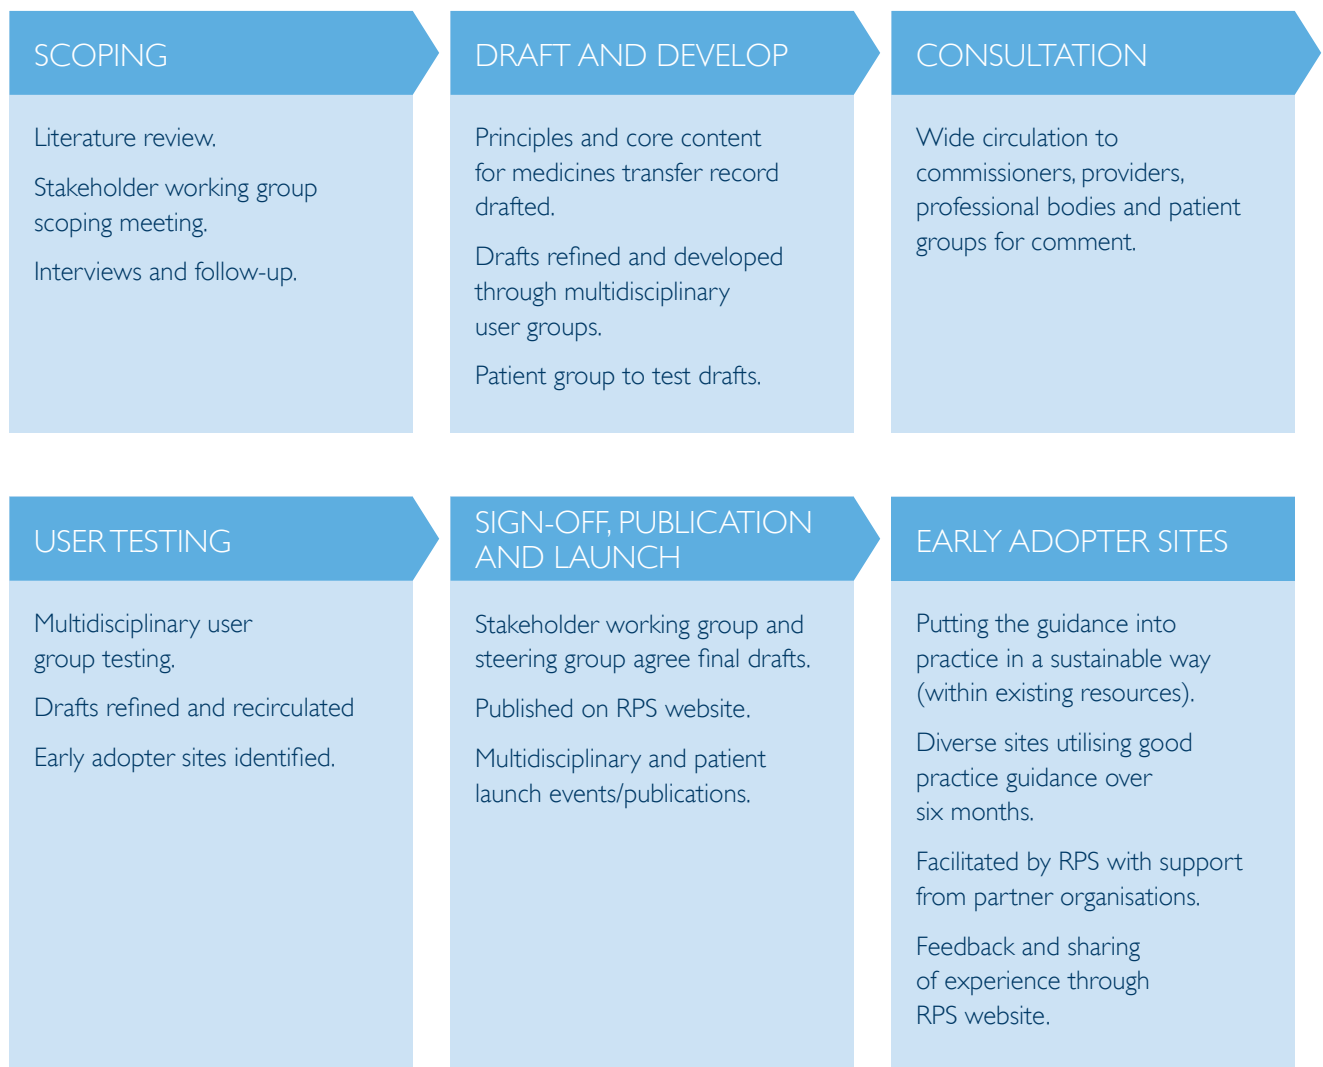 SCOPING
Literature review.
Stakeholder working group
scoping meeting.
Interviews and follow-up.
DRAFT AND DEVELOP
Principles and core content
for medicines transfer record
drafted.
Drafts refined and developed
through multidisciplinary
user groups.
Patient group to test drafts.
CONSULTATION
Wide circulation to
commissioners, providers,
professional bodies and patient
groups for comment.
USER TESTING
Multidisciplinary user
group testing.
Drafts refined and recirculated
Early adopter sites identified.
SIGN-OFF, PUBLICATION
AND LAUNCH
Stakeholder working group and
steering group agree final drafts.
Published on RPS website.
Multidisciplinary and patient
launch events/publications.
EARLY ADOPTER SITES
Putting the guidance into
practice in a sustainable way
(within existing resources).
Diverse sites utilising good
practice guidance over
six months.
Facilitated by RPS with support
from partner organisations.
Feedback and sharing
of experience through
RPS website.